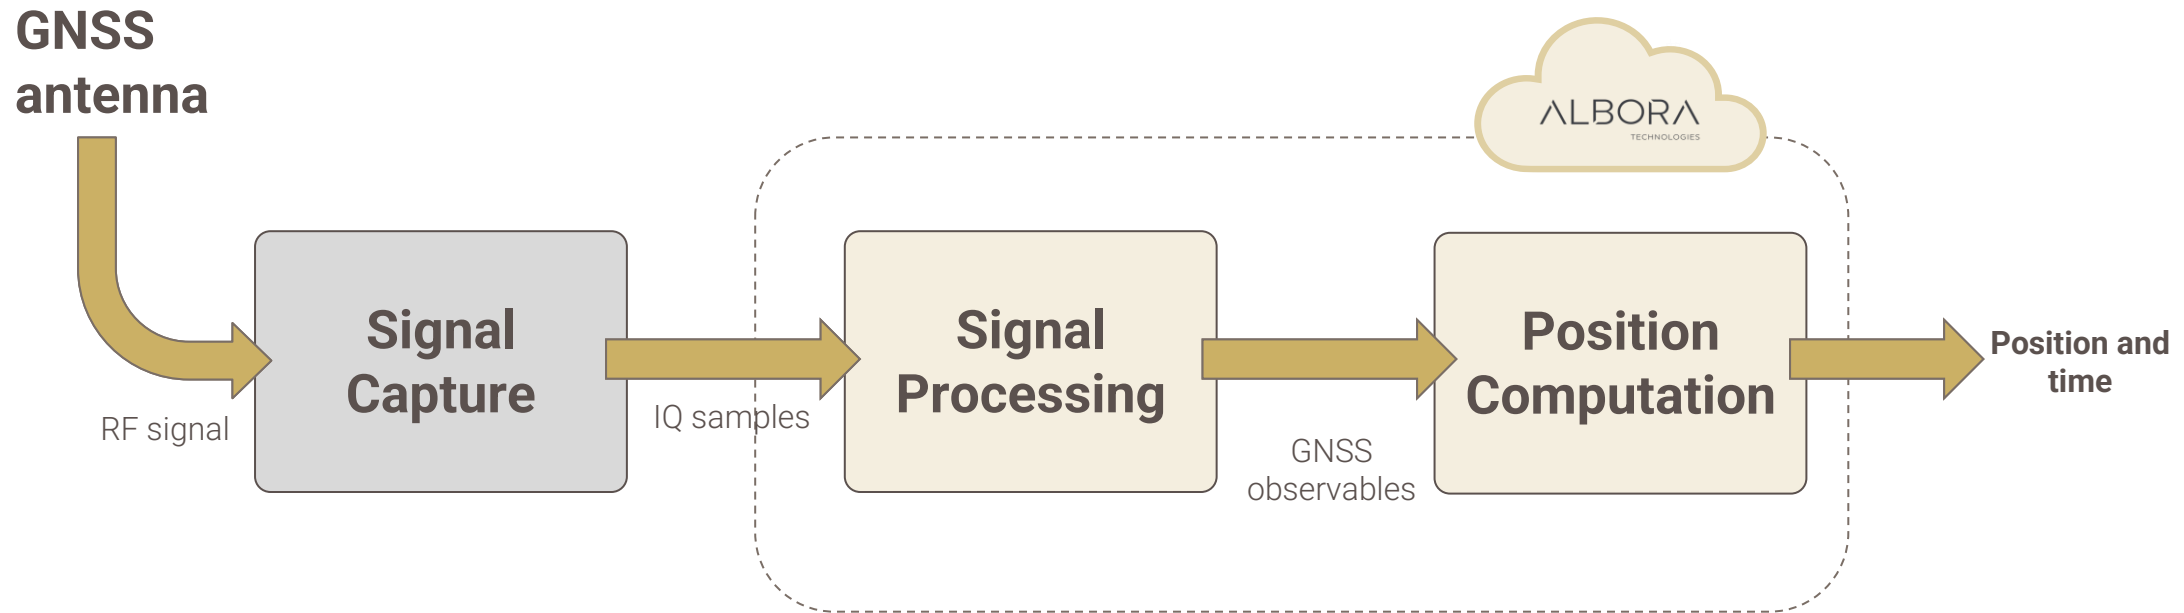 GNSS
antenna
ALBORA
TECHNOLOGIES
Signal
Capture
Signal
Processing
Position
Computation
Position and
time
RF signal
IQ samples
GNSS
observables